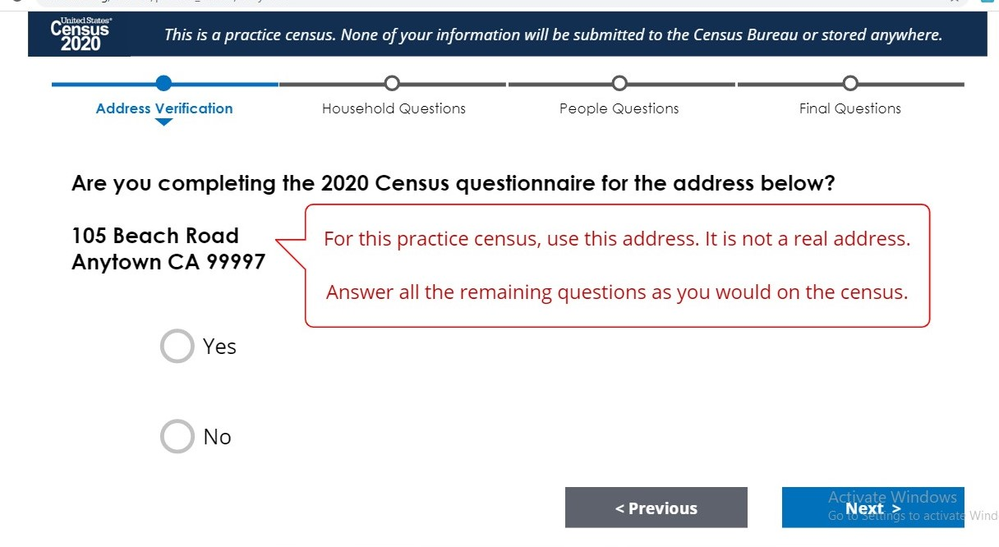 United States®
Census
2020
This is a practice census. None of your information will be submitted to the Census Bureau or stored anywhere.
Address Verification
Household Questions
People Questions
Final Questions
Are you completing the 2020 Census questionnaire for the address below?
105 Beach Road
Anytown CA 99997
For this practice census, use this address. It is not a real address.
Answer all the remaining questions as you would on the census.
Yes
No
< Previous
Next >
Activate Windows
Go to Settings to activate Wind